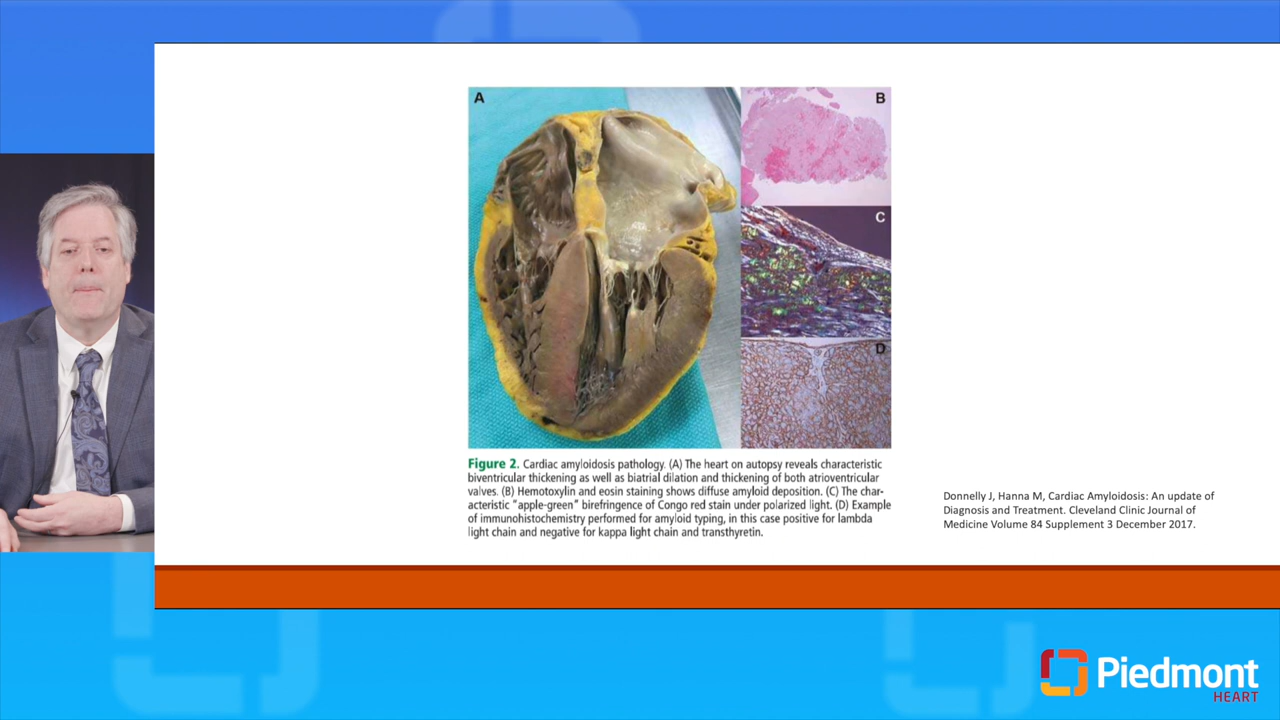 A
B
C
D
Figure 2. Cardiac amyloidosis pathology. (A) The heart on autopsy reveals characteristic
biventricular thickening as well as biatrial dilation and thickening of both atrioventricular
valves. (B) Hemotoxylin and eosin staining shows diffuse amyloid deposition. (C) The char-
acteristic "apple-green" birefringence of Congo red stain under polarized light. (D) Example
of immunohistochemistry performed for amyloid typing, in this case positive for lambda
light chain and negative for kappa light chain and transthyretin.
Donnelly J, Hanna M, Cardiac Amyloidosis: An update of
Diagnosis and Treatment. Cleveland Clinic Journal of
Medicine Volume 84 Supplement 3 December 2017.
Piedmont
HEART